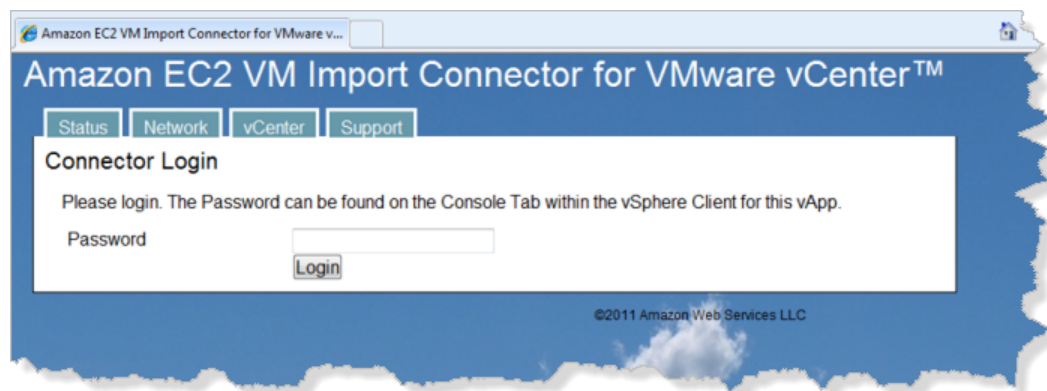 Amazon EC2 VM Import Connector for VMware v...
Amazon EC2 VM Import Connector for VMware vCenter™
Status Network vCenter Support
Connector Login
Please login. The Password can be found on the Console Tab within the vSphere Client for this vApp.
Password
Login
©2011 Amazon Web Services LLC